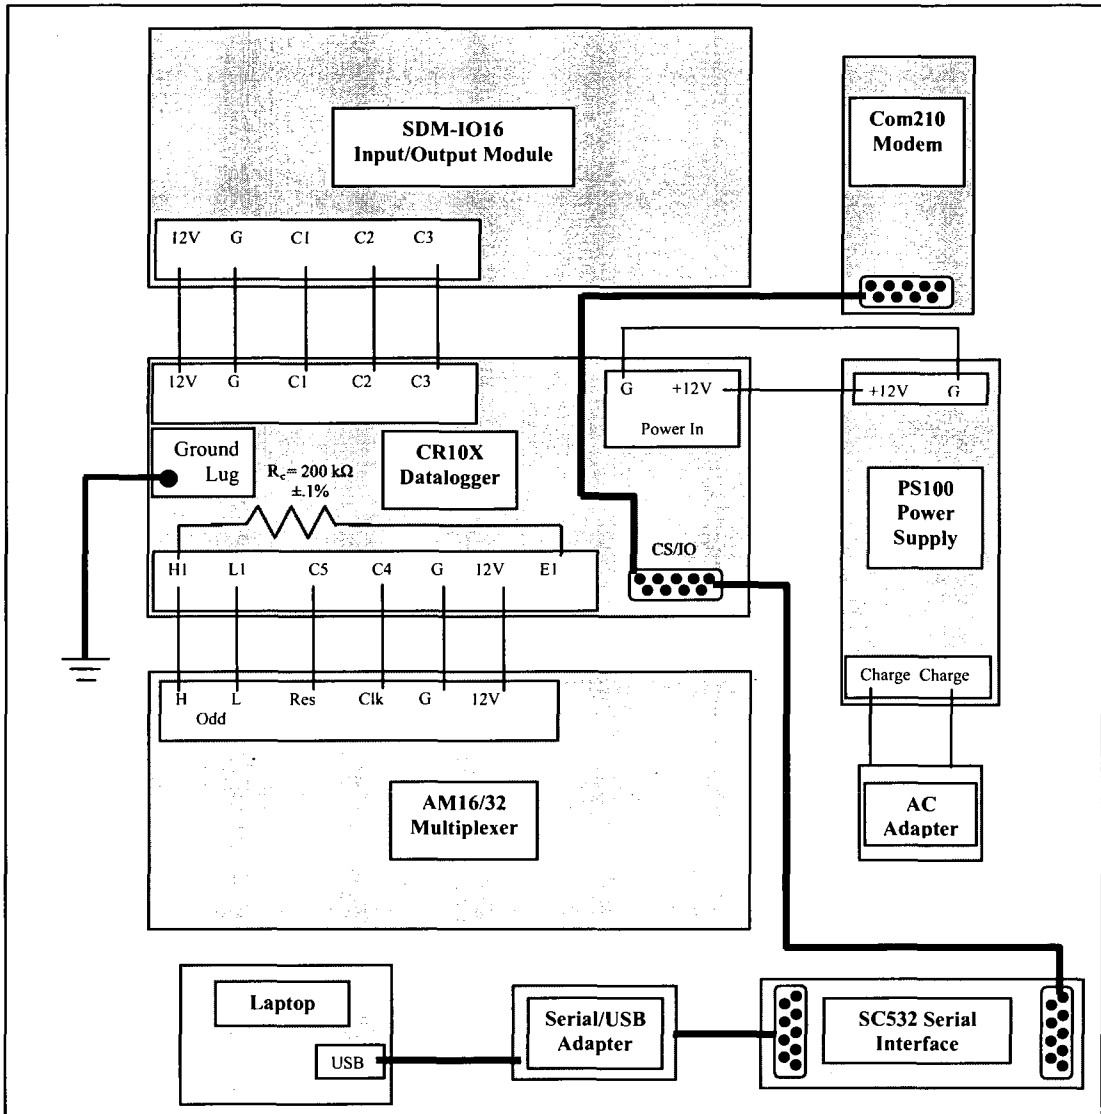 SDM-IO16
Input/Output Module
12V G C1 C2 C3
Com210
Modem
12V G C1 C2 C3
G +12V
Power In
+12V G
Ground
Lug
R_c = 200 kΩ
±.1%
CR10X
Datalogger
PS100
Power
Supply
CS/IO
H1 L1 C5 C4 G 12V E1
H L Res Clk G 12V
Odd
Charge Charge
AM16/32
Multiplexer
AC
Adapter
Laptop
USB
Serial/USB
Adapter
SC532 Serial
Interface